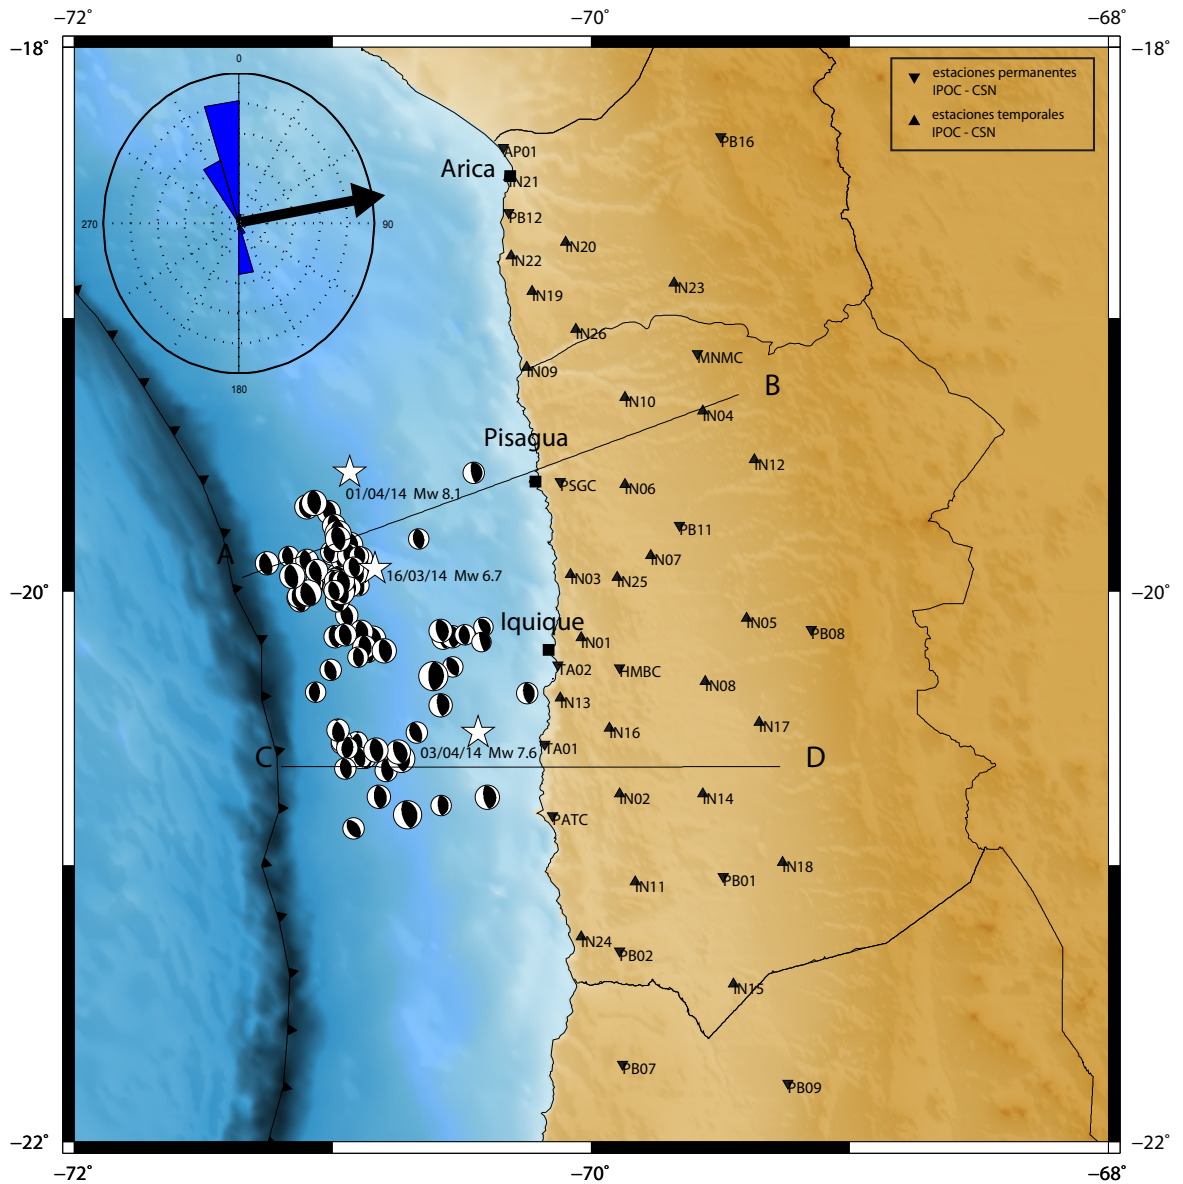 −72˚
−70˚
−68˚
−18˚
−18˚
0
estaciones permanentes
IPOC - CSN
estaciones temporales
IPOC - CSN
PB16
AP01
Arica
IN21
PB12
270
90
IN20
IN22
IN23
IN19
IN26
MNMC
IN09
180
B
IN10
IN04
Pisagua
IN12
01/04/14 Mw 8.1
PSGC
IN06
PB11
A
IN07
16/03/14 Mw 6.7
IN03
IN25
−20˚
−20˚
Iquique
IN05
PB08
IN01
TA02
HMBC
IN08
IN13
IN17
IN16
03/04/14 Mw 7.6
TA01
C
D
IN02
IN14
PATC
IN18
IN11
PB01
IN24
PB02
IN15
PB07
PB09
−22˚
−22˚
−72˚
−70˚
−68˚